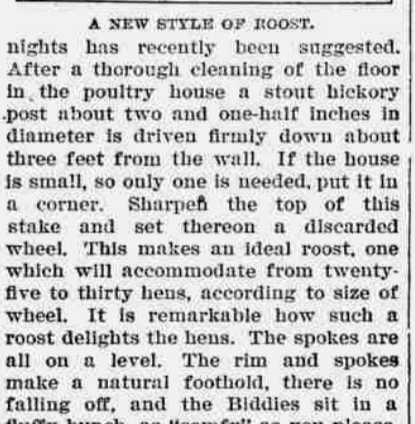 A NEW STYLE OF ROOST.
nights has recently been suggested.
After a thorough cleaning of the floor
in the poultry house a stout hickory
post about two and one-half inches in
diameter is driven firmly down about
three feet from the wall. If the house
is small, so only one is needed, put it in
a corner. Sharpen the top of this
stake and set thereon a discarded
wheel. This makes an ideal roost, one
which will accommodate from twenty-
five to thirty hens, according to size of
wheel. It is remarkable how such a
roost delights the hens. The spokes are
all on a level. The rim and spokes
make a natural foothold, there is no
falling off, and the Biddies sit in a